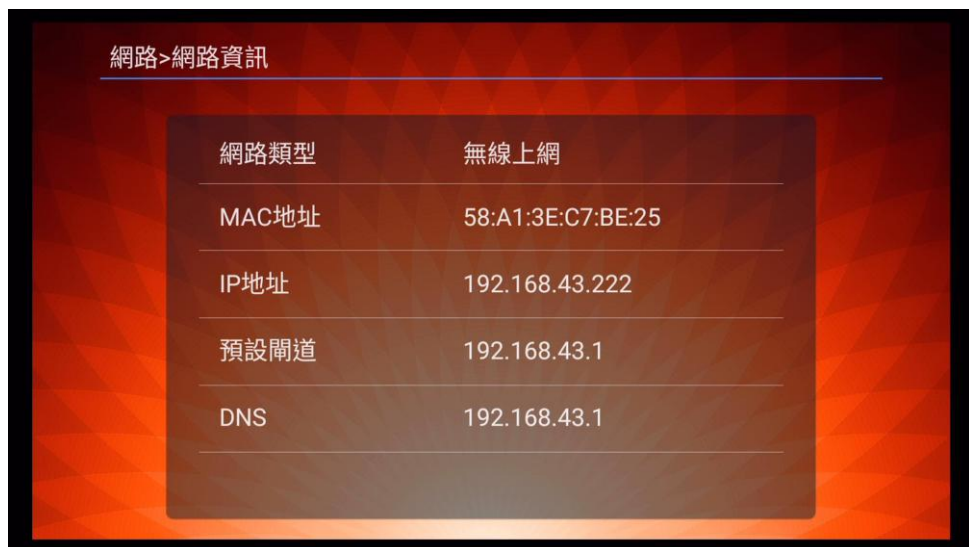 網路>網路資訊
網路類型 無線上網
MAC地址 58:A1:3E:C7:BE:25
IP地址 192.168.43.222
預設閘道 192.168.43.1
DNS 192.168.43.1